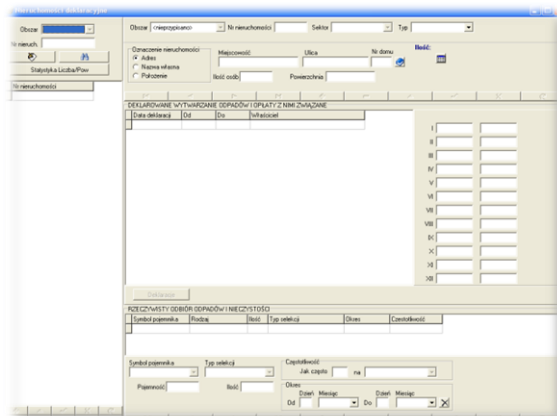 Nieruchomości deklaracyjne
Obszar
Nr nieruch.
Statystyka Liczba/Pow
Nr nieruchomości
Obszar <nieprzypisano> Nr nieruchomości Sektor Typ
Oznaczenie nieruchomości
Adres
Nazwa własna
Położenie
Miejscowość Ulica Nr domu Ilość:
Ilość osób Powierzchnia
DEKLAROWANE WYTWARZANIE ODPADÓW I OPŁATY Z NIMI ZWIĄZANE
Data deklaracji Od Do Właściciel
I
II
III
IV
V
VI
VII
VIII
IX
X
XI
XII
Deklaracje
RZECZYWISTY ODBIÓR ODPADÓW I NIECZYSTOŚCI
Symbol pojemnika Rodzaj Ilość Typ selekcji Okres Częstotliwość
Symbol pojemnika Typ selekcji
Pojemność Ilość
Częstotliwość
Jak często na
Okres
Dzień Miesiąc Dzień Miesiąc
Od Do